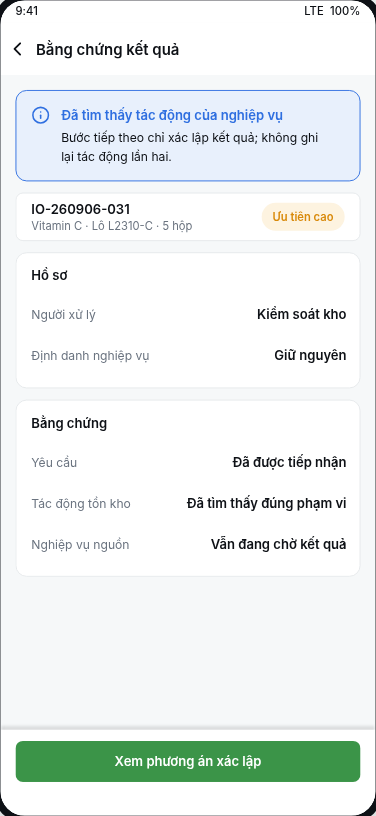 9:41
LTE 100%
Bằng chứng kết quả
Đã tìm thấy tác động của nghiệp vụ
Bước tiếp theo chỉ xác lập kết quả; không ghi
lại tác động lần hai.
IO-260906-031
Vitamin C · Lô L2310-C · 5 hộp
Ưu tiên cao
Hồ sơ
Người xử lý
Kiểm soát kho
Định danh nghiệp vụ
Giữ nguyên
Bằng chứng
Yêu cầu
Đã được tiếp nhận
Tác động tồn kho
Đã tìm thấy đúng phạm vi
Nghiệp vụ nguồn
Vẫn đang chờ kết quả
Xem phương án xác lập